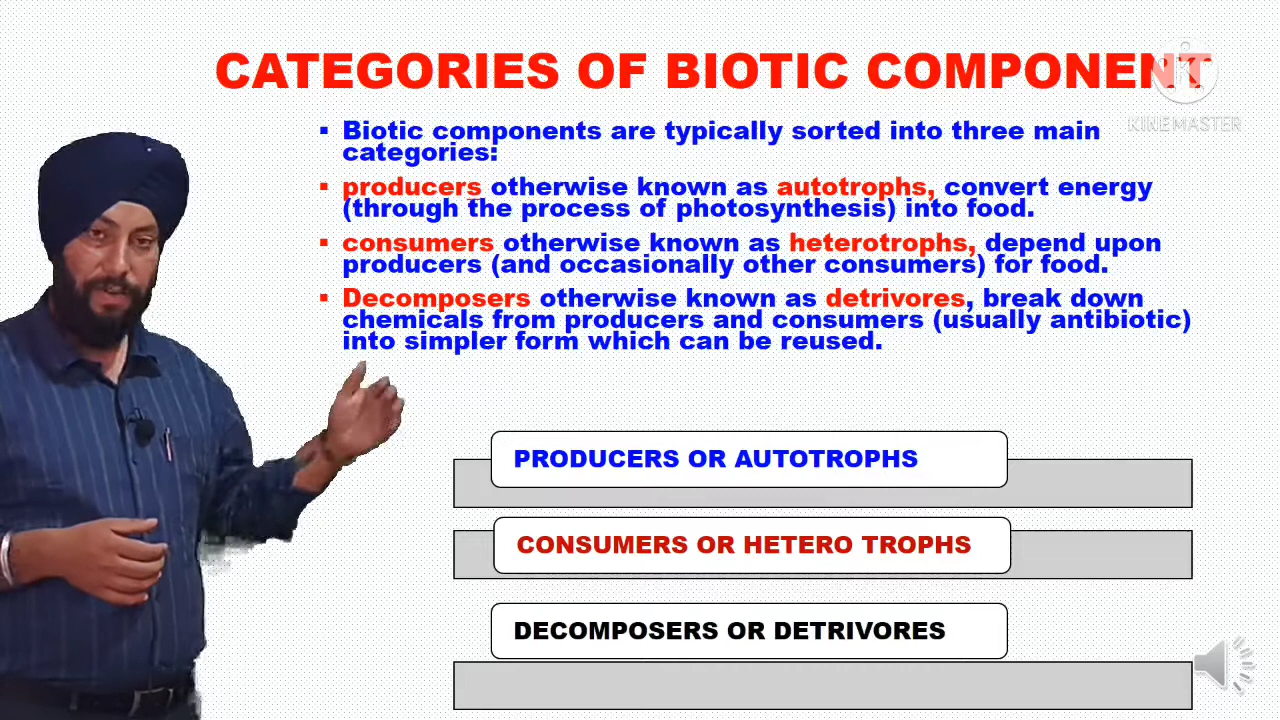 CATEGORIES OF BIOTIC COMPONENT
KINEMASTER
Biotic components are typically sorted into three main
categories:
producers otherwise known as autotrophs, convert energy
(through the process of photosynthesis) into food.
consumers otherwise known as heterotrophs, depend upon
producers (and occasionally other consumers) for food.
Decomposers otherwise known as detrivores, break down
chemicals from producers and consumers (usually antibiotic)
into simpler form which can be reused.
PRODUCERS OR AUTOTROPHS
CONSUMERS OR HETERO TROPHS
DECOMPOSERS OR DETRIVORES